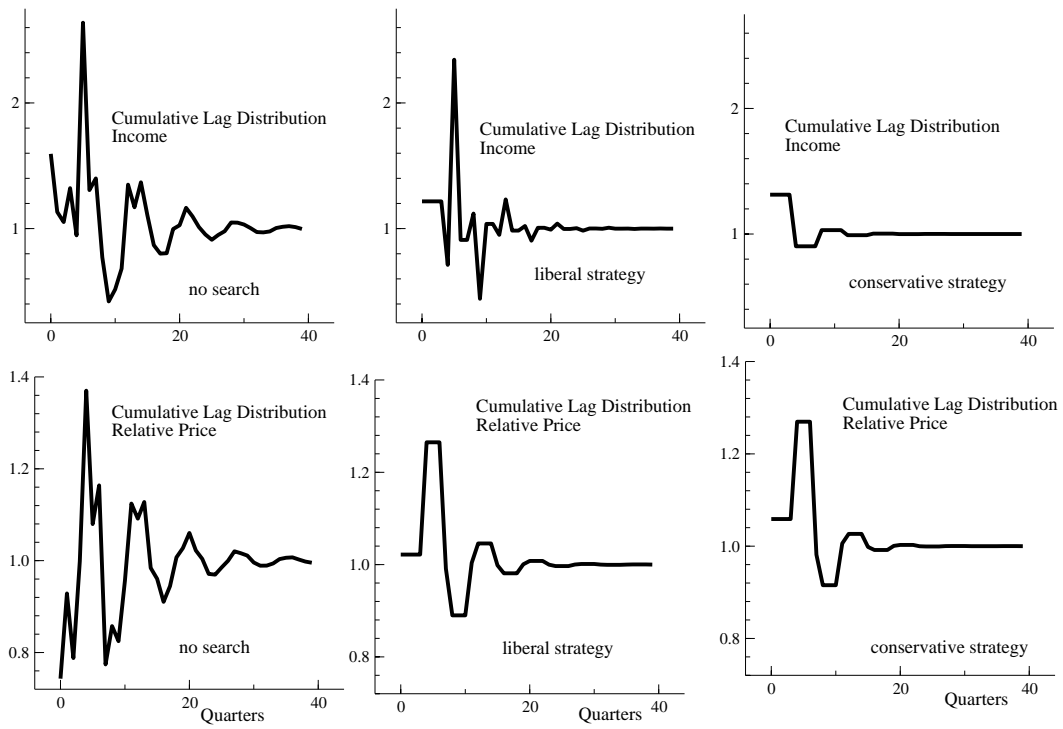 2
1
Cumulative Lag Distribution
Income
no search
0
20
40
2
1
Cumulative Lag Distribution
Income
liberal strategy
0
20
40
2
1
Cumulative Lag Distribution
Income
conservative strategy
0
20
40
1.4
1.2
1.0
0.8
Cumulative Lag Distribution
Relative Price
no search
0
20
40
Quarters
1.4
1.2
1.0
0.8
Cumulative Lag Distribution
Relative Price
liberal strategy
0
20
40
Quarters
1.4
1.2
1.0
0.8
Cumulative Lag Distribution
Relative Price
conservative strategy
0
20
40
Quarters